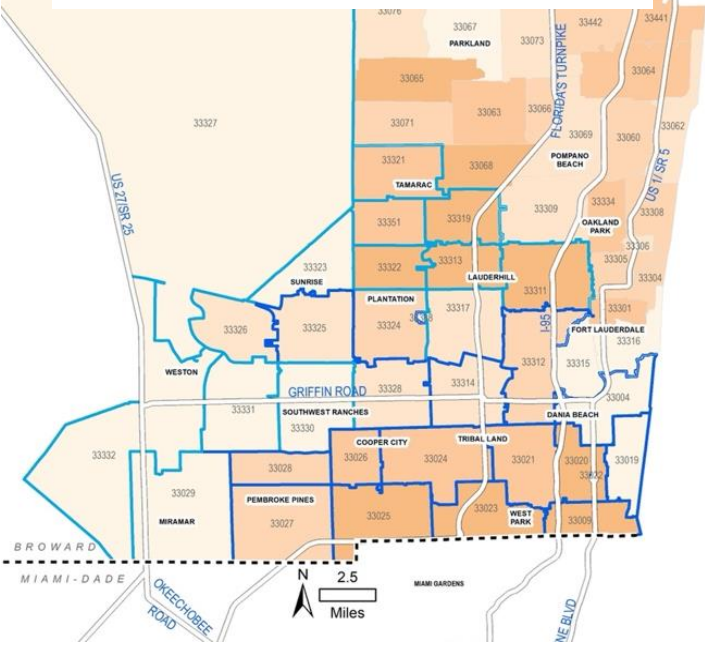 33076
33067
PARKLAND
33073
33442
33441
33065
33064
FLORIDA'S TURNPIKE
33063
33066
33071
33069
33060
33062
33327
33321
33068
POMPANO
BEACH
US 1/ SR 5
TAMARAC
US 27/SR 25
33351
33319
33309
33334
33308
OAKLAND
PARK
33306
33323
33322
33313
33305
SUNRISE
LAUDERHILL
33304
33311
PLANTATION
33317
33301
33326
33325
33324
I-95
FORT LAUDERDALE
33316
33312
33315
WESTON
GRIFFIN ROAD
33328
33314
33004
33331
SOUTHWEST RANCHES
DANIA BEACH
33330
COOPER CITY
TRIBAL LAND
33332
33028
33026
33024
33021
33020
33019
33029
33022
PEMBROKE PINES
MIRAMAR
33027
33025
33023
WEST
PARK
33009
BROWARD
MIAMI-DADE
OKEECHOBEE
ROAD
N
2.5
Miles
MIAMI GARDENS
NE BLVD